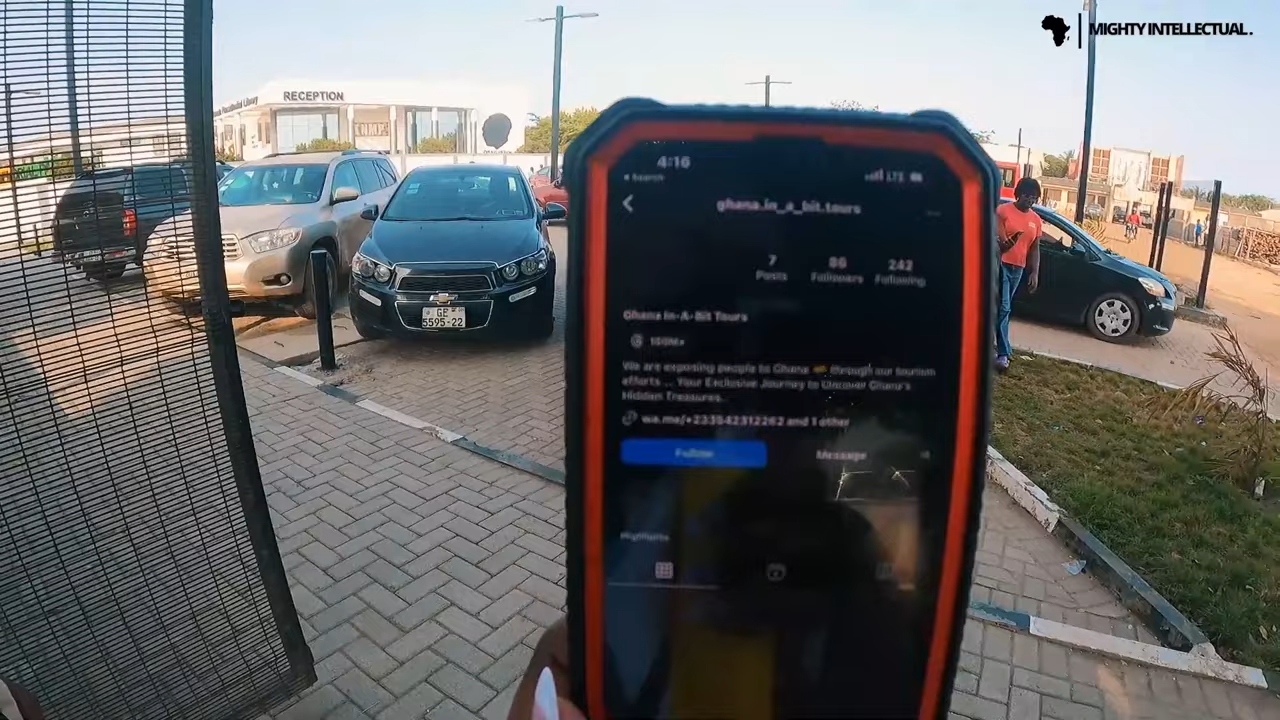 MIGHTY INTELLECTUAL.
RECEPTION
4:16
Search
LTE
ghana.in_a_bit.tours
7 86 242
Posts Followers Following
Ghana In-A-Bit Tours
We are exposing people to Ghana through our tourism
efforts ... Your Exclusive Journey to Uncover Ghana's
Hidden Treasures.
wa.me/+233542312262 and 1 other
Follow Message
Highlights
GE
5595-22